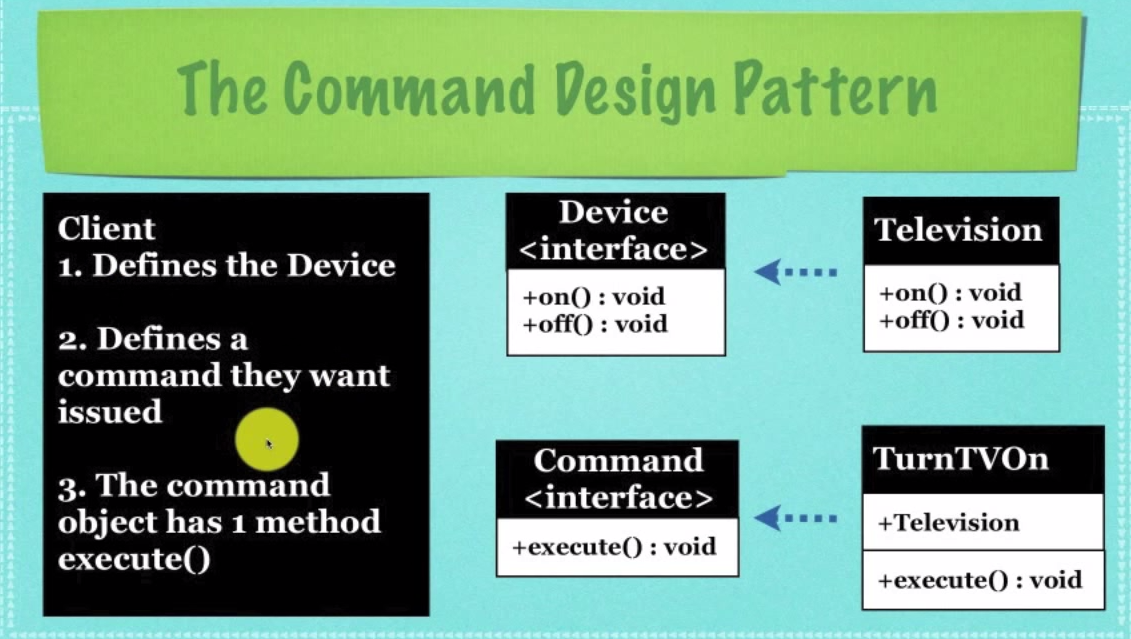 The Command Design Pattern
Client
1. Defines the Device
2. Defines a
command they want
issued
3. The command
object has 1 method
execute()
Device
<interface>
+on() : void
+off() : void
Television
+on() : void
+off() : void
Command
<interface>
+execute() : void
TurnTVOn
+Television
+execute() : void